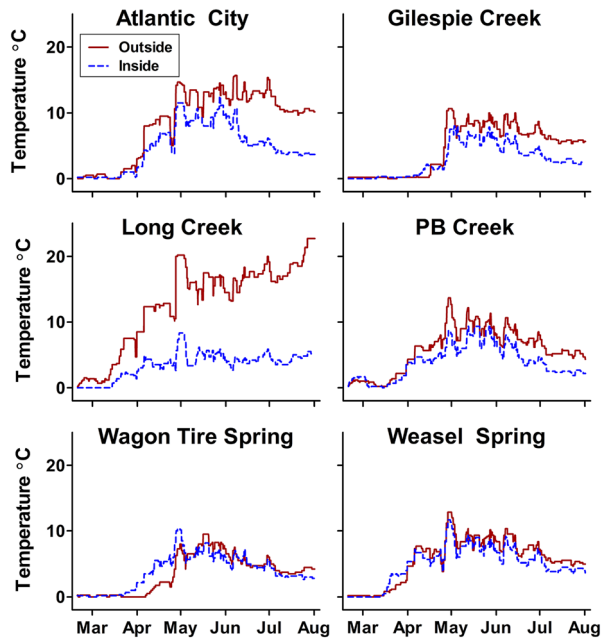 Atlantic City
Gilespie Creek
Temperature °C
20
10
0
Outside
Inside
Long Creek
PB Creek
Temperature °C
20
10
0
Wagon Tire Spring
Weasel Spring
Temperature °C
20
10
0
Mar Apr May Jun Jul Aug
Mar Apr May Jun Jul Aug